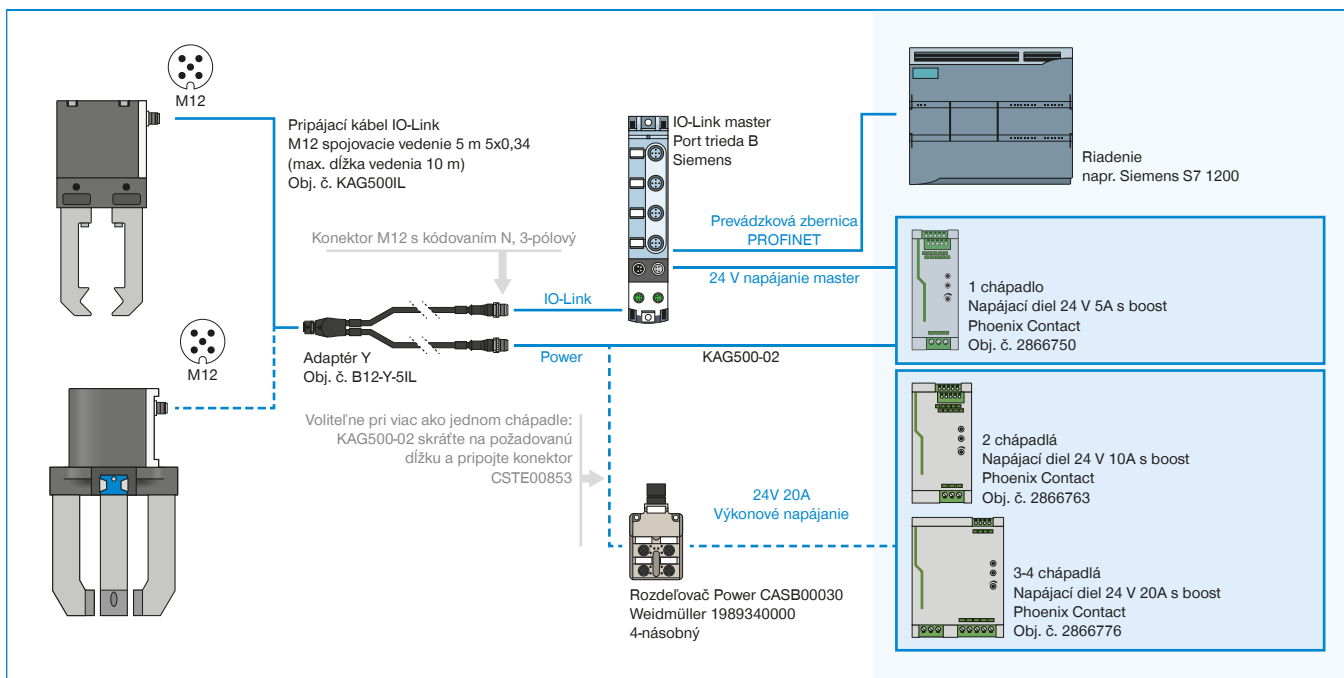 M12
Pripájací kábel IO-Link
M12 spojovacie vedenie 5 m 5x0,34
(max. dĺžka vedenia 10 m)
Obj. č. KAG500IL
IO-Link master
Port trieda B
Siemens
Riadenie
napr. Siemens S7 1200
Prevádzková zbernica
PROFINET
Konektor M12 s kódovaním N, 3-pólový
24 V napájanie master
1 chápadlo
Napájací diel 24 V 5A s boost
Phoenix Contact
Obj. č. 2866750
IO-Link
M12
Adaptér Y
Obj. č. B12-Y-5IL
Power
KAG500-02
Voliteľne pri viac ako jednom chápadle:
KAG500-02 skráťte na požadovanú
dĺžku a pripojte konektor
CSTE00853
2 chápadlá
Napájací diel 24 V 10A s boost
Phoenix Contact
Obj. č. 2866763
24V 20A
Výkonové napájanie
3-4 chápadlá
Napájací diel 24 V 20A s boost
Phoenix Contact
Obj. č. 2866776
Rozdeľovač Power CASB00030
Weidmüller 1989340000
4-násobný